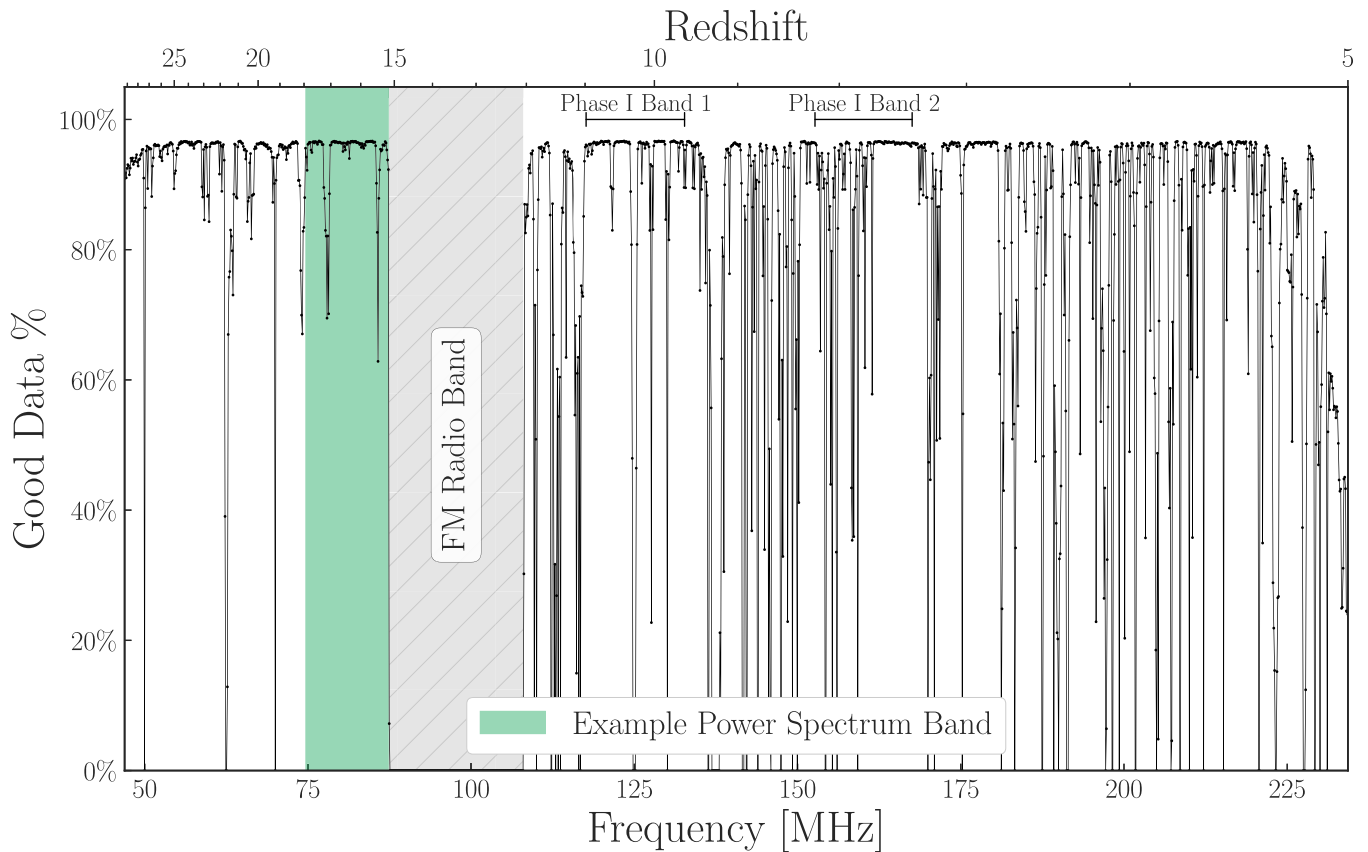 Redshift
25 20 15 10 5
Phase I Band 1 Phase I Band 2
100%
80%
60%
40%
20%
0%
Good Data %
FM Radio Band
Example Power Spectrum Band
50 75 100 125 150 175 200 225
Frequency [MHz]